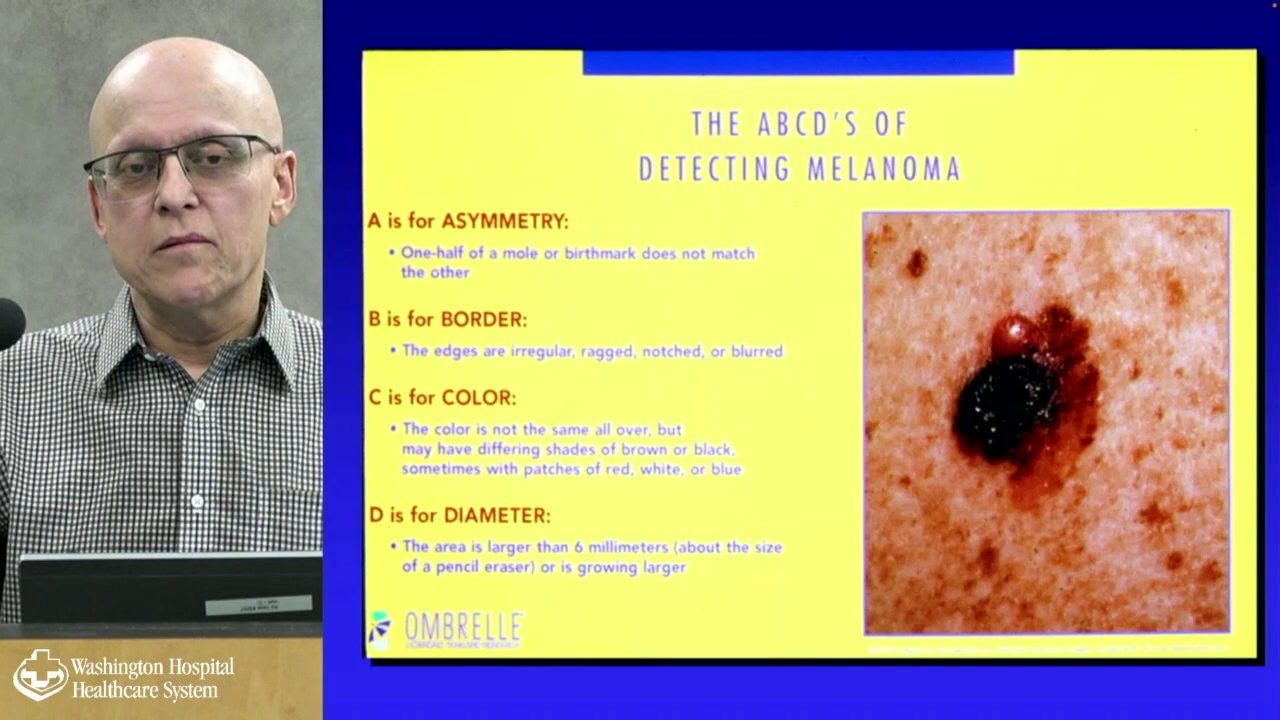 THE ABCD'S OF
DETECTING MELANOMA
A is for ASYMMETRY:
• One-half of a mole or birthmark does not match
the other
B is for BORDER:
• The edges are irregular, ragged, notched, or blurred
C is for COLOR:
• The color is not the same all over, but
may have differing shades of brown or black,
sometimes with patches of red, white, or blue
D is for DIAMETER:
• The area is larger than 6 millimeters (about the size
of a pencil eraser) or is growing larger
OMBRELLE
Washington Hospital
Healthcare System